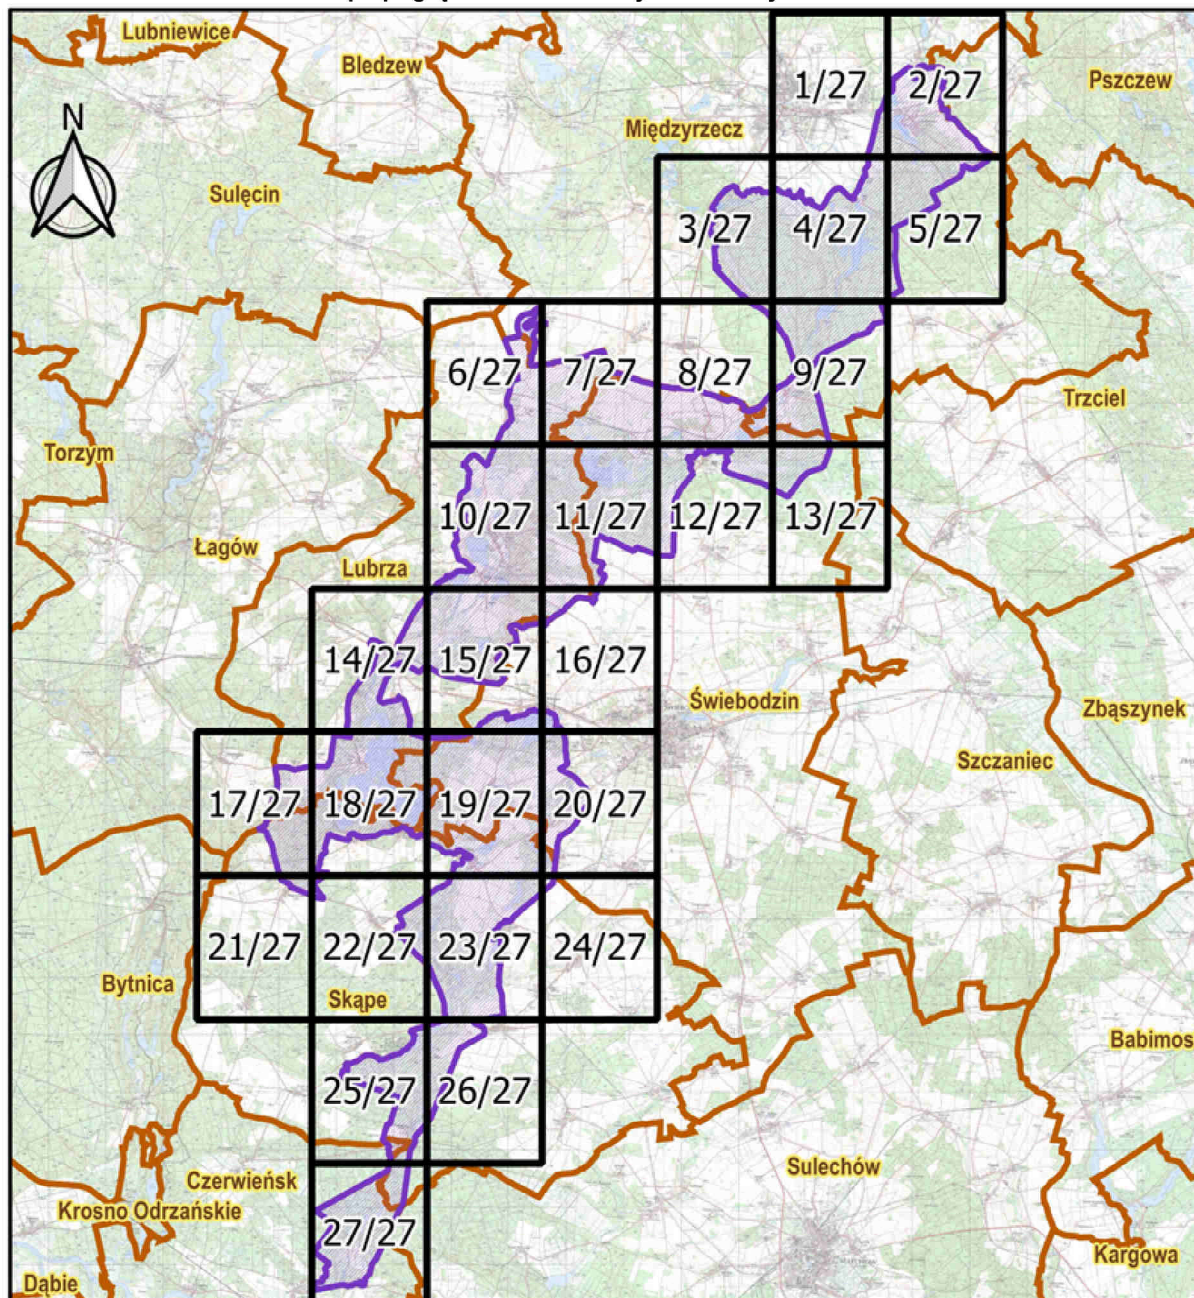 Lubniewice
Bledzew
1/27
2/27
Pszczew
N
Międzyrzecz
Sulęcin
3/27
4/27
5/27
6/27
7/27
8/27
9/27
Trzciel
Torzym
10/27
11/27
12/27
13/27
Łagów
Lubrza
14/27
15/27
16/27
Świebodzin
Zbąszynek
Szczaniec
17/27
18/27
19/27
20/27
21/27
22/27
23/27
24/27
Bytnica
Skąpe
Babimos
25/27
26/27
Sulechów
Czerwieńsk
Krosno Odrzańskie
27/27
Kargowa
Dąbie